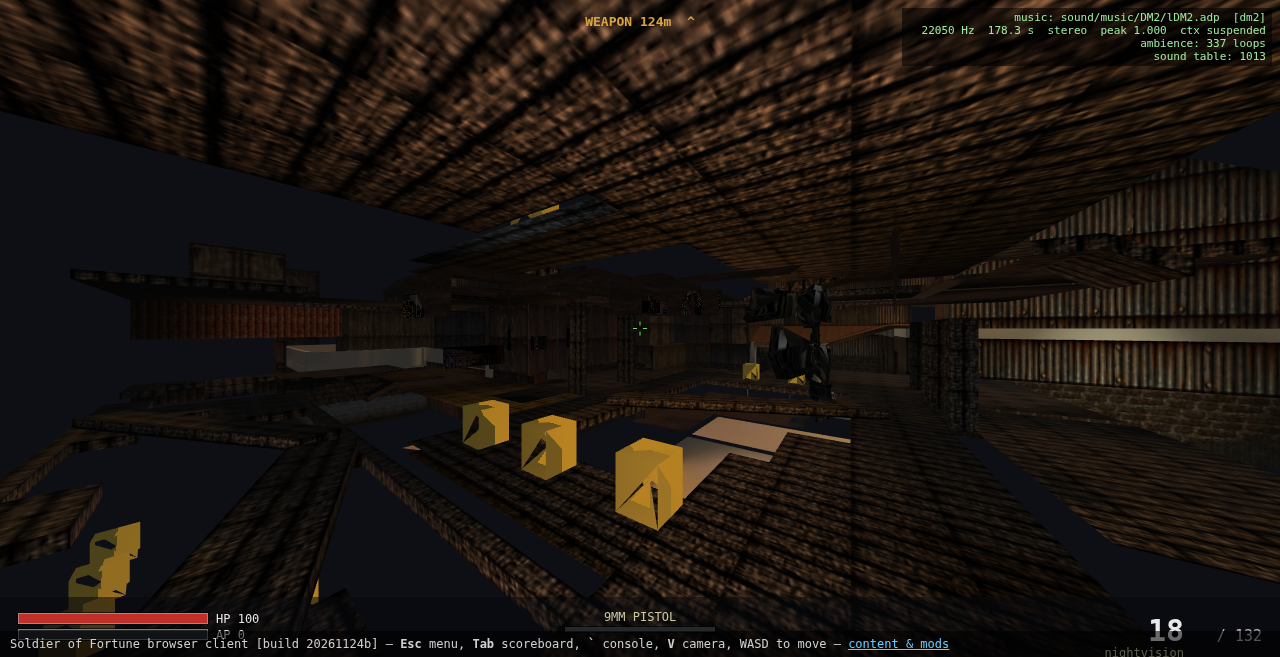 WEAPON 124m ^
music: sound/music/DM2/lDM2.adp [dm2]
22050 Hz 178.3 s stereo peak 1.000 ctx suspended
ambience: 337 loops
sound table: 1013
9MM PISTOL
HP 100
AP 0
18 / 132
Soldier of Fortune browser client [build 20261124b] — Esc menu, Tab scoreboard, ` console, V camera, WASD to move — content & mods
nightvision